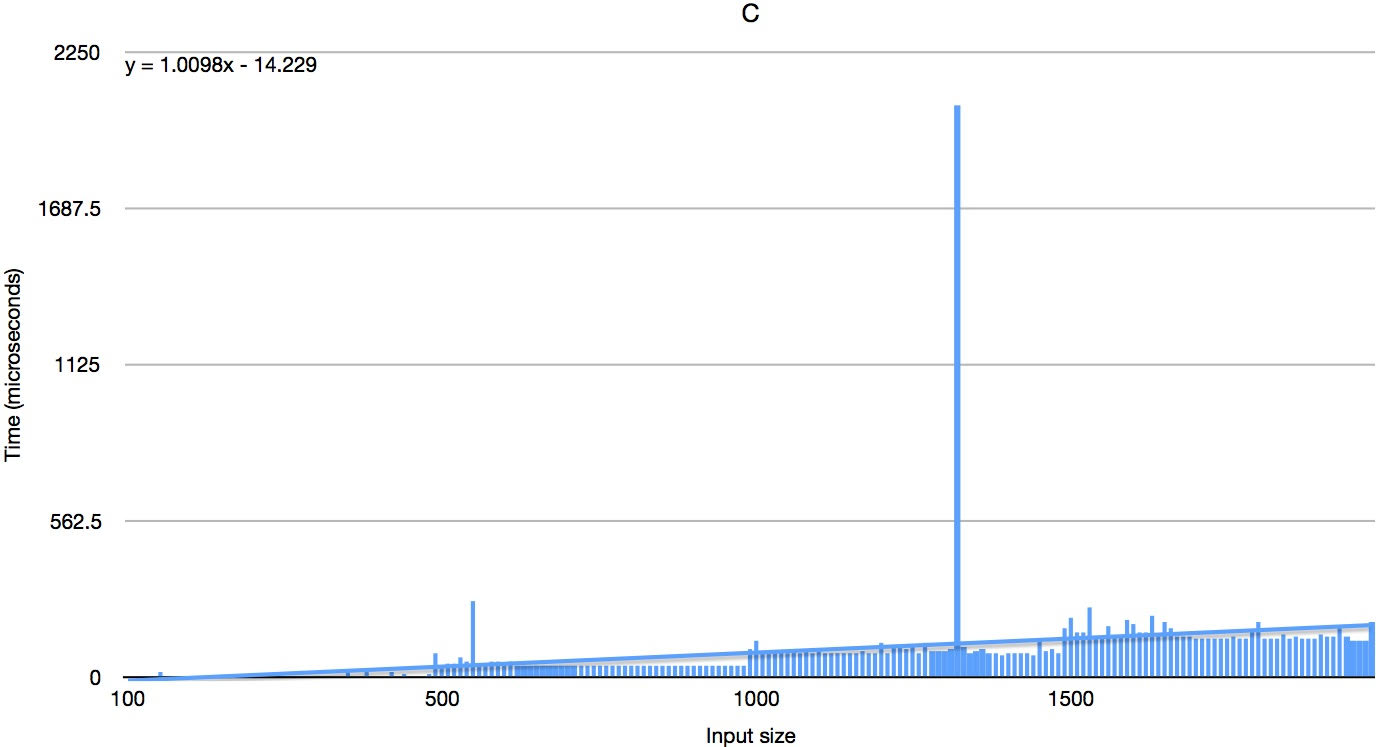 C
2250
y = 1.0098x - 14.229
1687.5
1125
562.5
0
100 500 1000 1500
Time (microseconds)
Input size